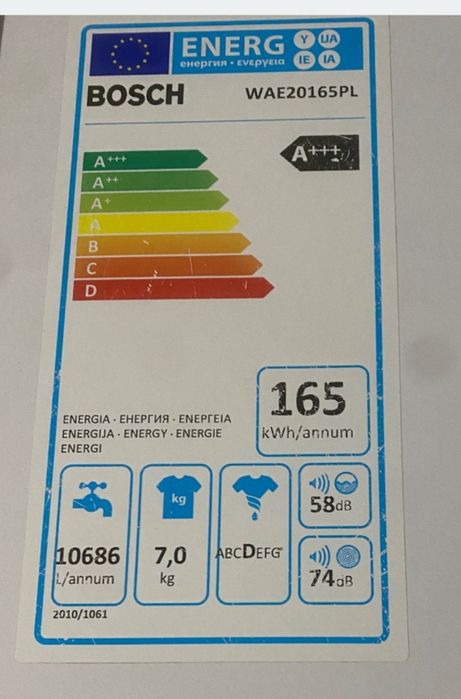 ENERG Y IJA
енергия · ενεργεια IE IA
BOSCH WAE20165PL
A+++
A+++
A++
A+
A
B
C
D
165
kWh/annum
ENERGIA · ЕНЕРГИЯ · ΕΝΕΡΓΕΙΑ
ENERGIJA · ENERGY · ENERGIE
ENERGI
kg
58dB
10686
L/annum
7,0
kg
ABCDEFG
74dB
2010/1061